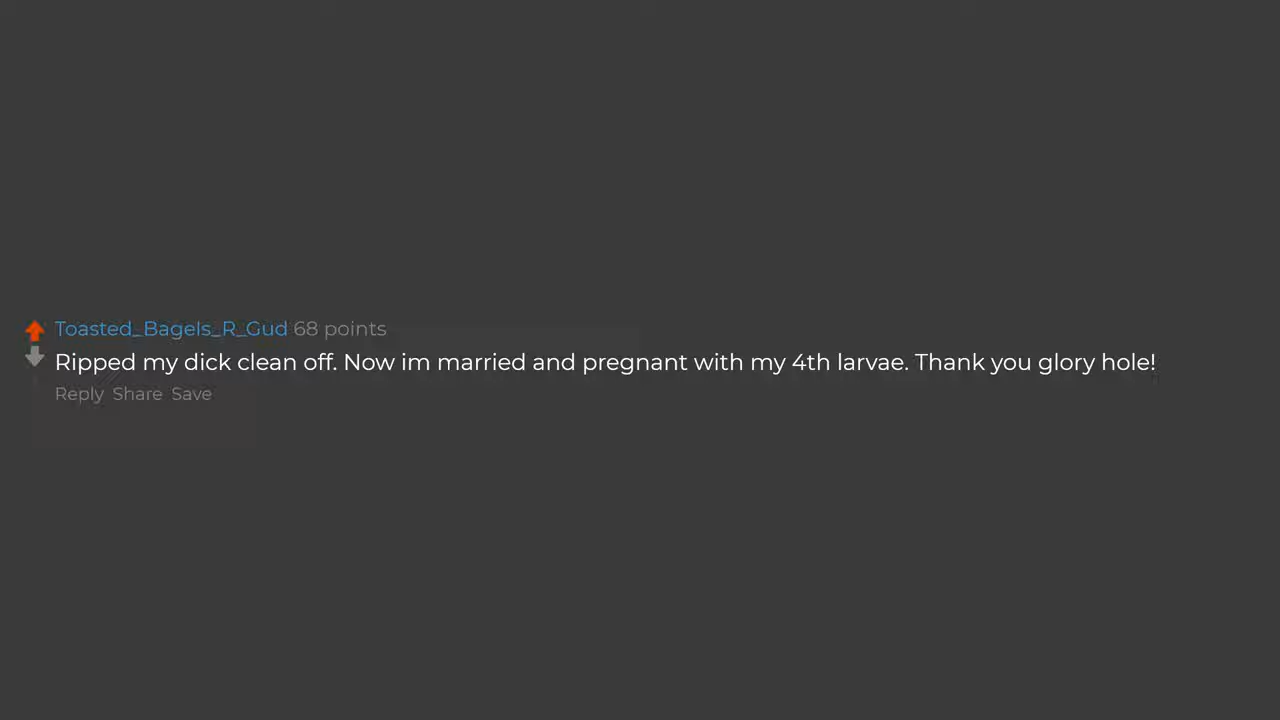 Toasted_Bagels_R_Gud 68 points
Ripped my dick clean off. Now im married and pregnant with my 4th larvae. Thank you glory hole!
Reply Share Save